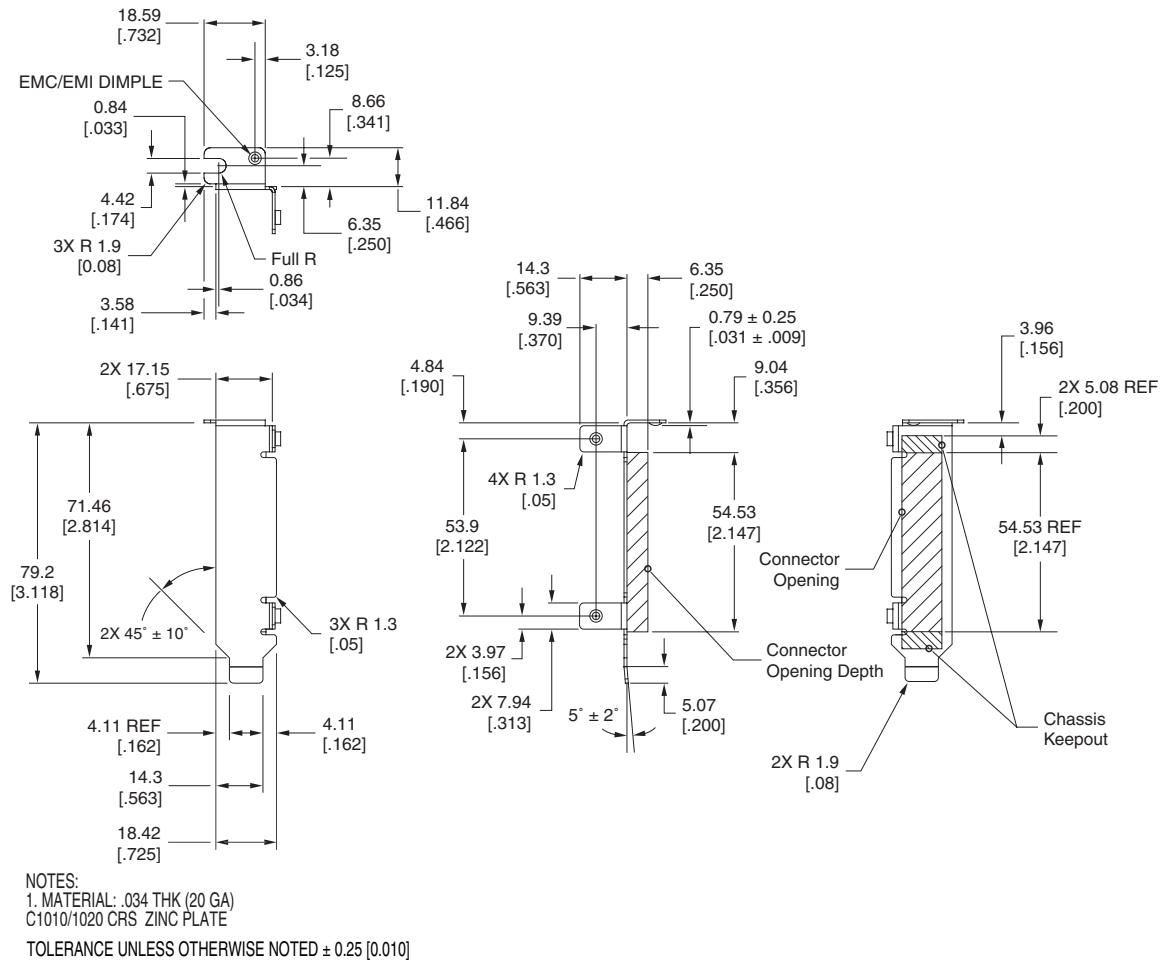 18.59
[.732]
3.18
[.125]
EMC/EMI DIMPLE
0.84
[.033]
8.66
[.341]
4.42
[.174]
11.84
[.466]
6.35
[.250]
3X R 1.9
[0.08]
Full R
0.86
[.034]
3.58
[.141]
14.3
[.563]
6.35
[.250]
9.39
[.370]
0.79 ± 0.25
[.031 ± .009]
3.96
[.156]
2X 17.15
[.675]
4.84
[.190]
9.04
[.356]
2X 5.08 REF
[.200]
4X R 1.3
[.05]
71.46
[2.814]
53.9
[2.122]
54.53
[2.147]
54.53 REF
[2.147]
Connector
Opening
79.2
[3.118]
2X 45° ± 10°
3X R 1.3
[.05]
2X 3.97
[.156]
Connector
Opening Depth
2X 7.94
[.313]
5° ± 2°
5.07
[.200]
Chassis
Keepout
4.11 REF
[.162]
4.11
[.162]
2X R 1.9
[.08]
14.3
[.563]
18.42
[.725]
NOTES:
1. MATERIAL: .034 THK (20 GA)
C1010/1020 CRS ZINC PLATE
TOLERANCE UNLESS OTHERWISE NOTED ± 0.25 [0.010]